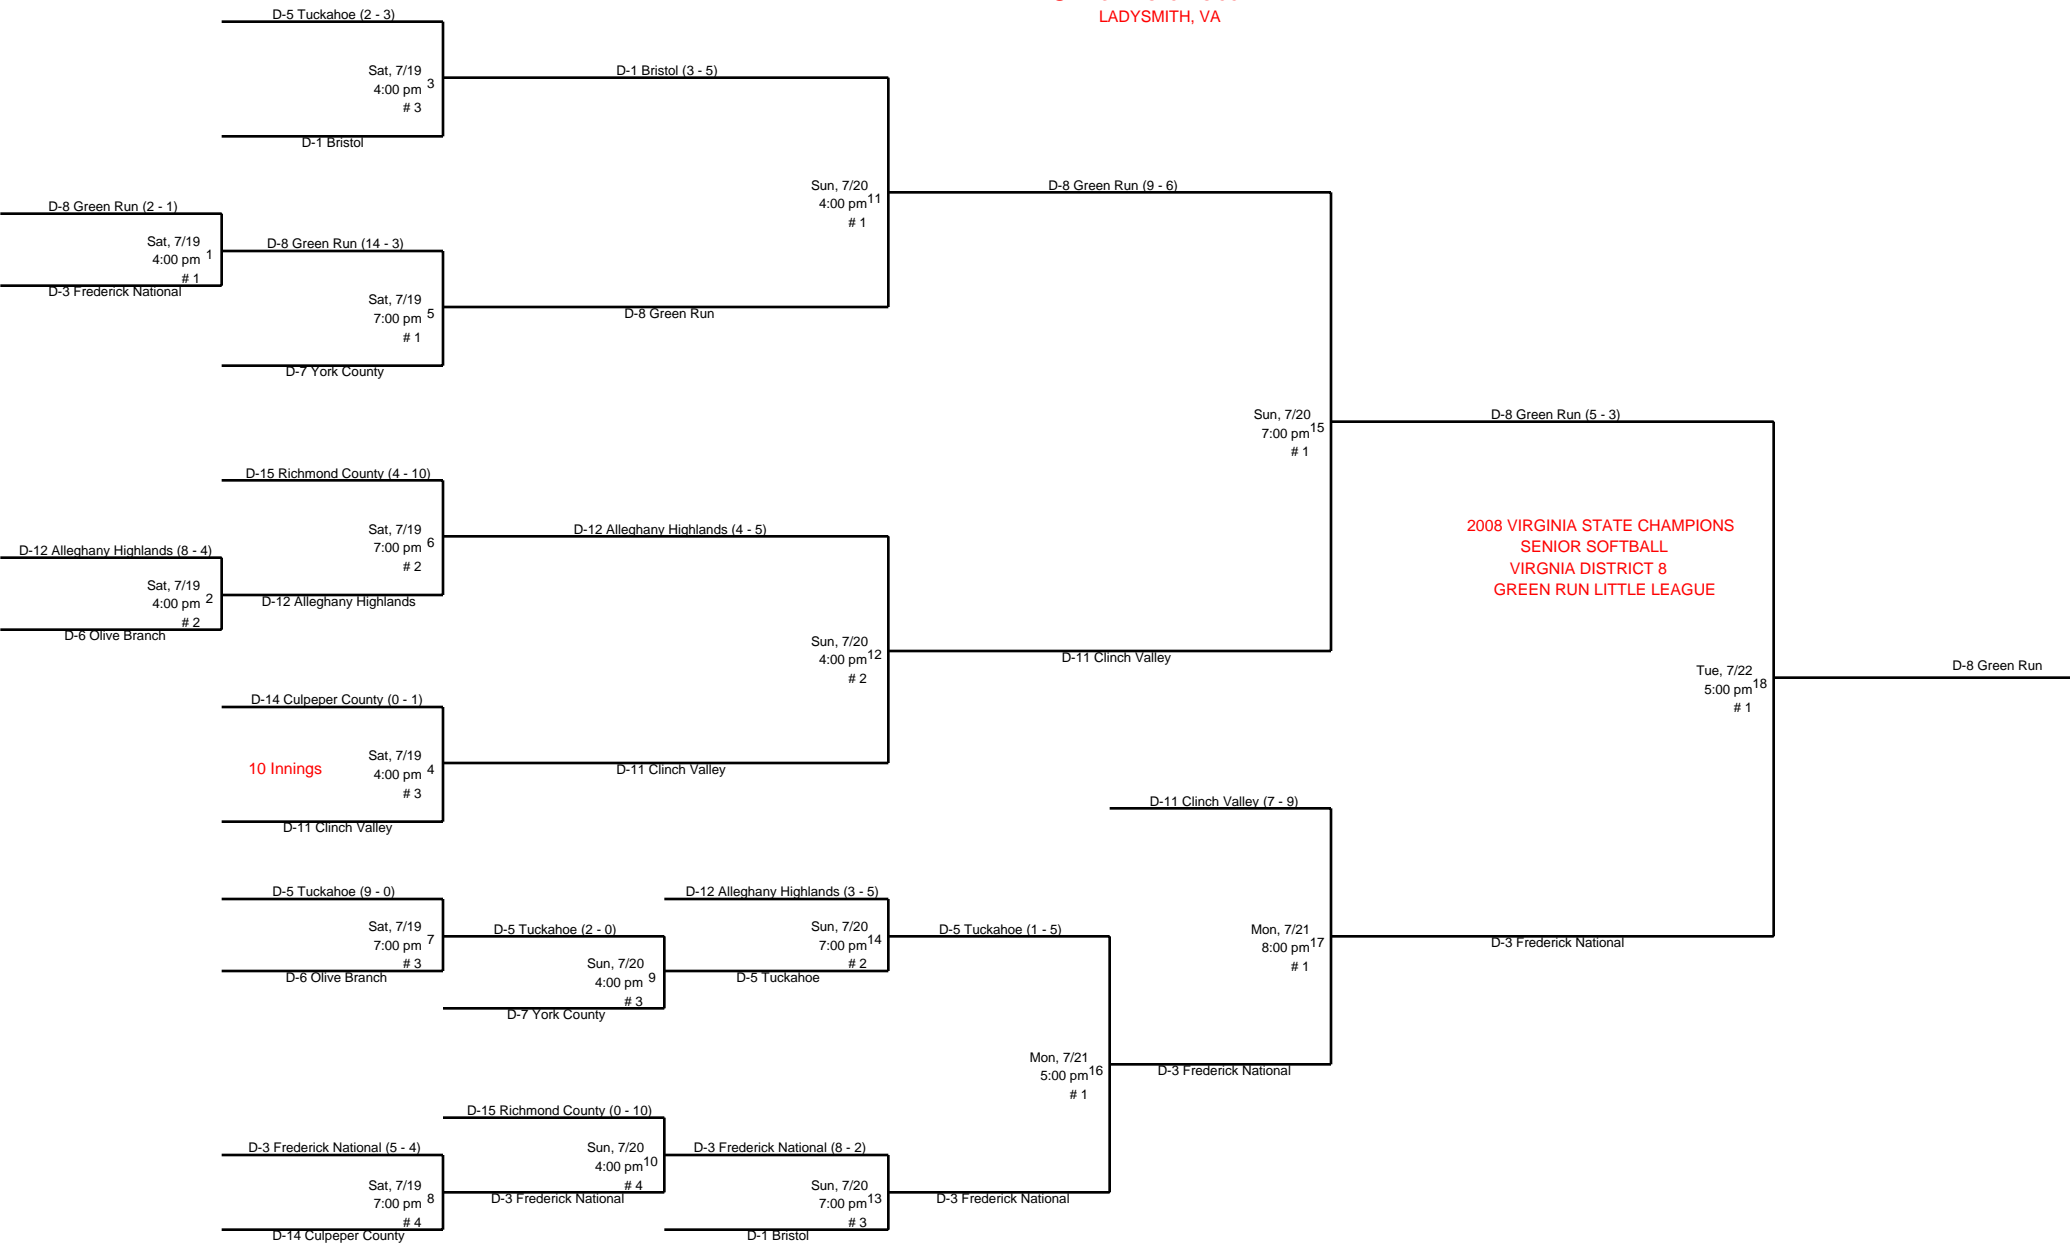 LADYSMITH, VA
D-5 Tuckahoe (2 - 3)
Sat, 7/19
4:00 pm 3
# 3
D-1 Bristol
D-1 Bristol (3 - 5)
D-8 Green Run (2 - 1)
Sat, 7/19
4:00 pm 1
# 1
D-3 Frederick National
D-8 Green Run (14 - 3)
Sat, 7/19
7:00 pm 5
# 1
D-7 York County
D-8 Green Run
Sun, 7/20
4:00 pm 11
# 1
D-8 Green Run (9 - 6)
D-15 Richmond County (4 - 10)
Sat, 7/19
7:00 pm 6
# 2
D-12 Alleghany Highlands
D-12 Alleghany Highlands (8 - 4)
Sat, 7/19
4:00 pm 2
# 2
D-6 Olive Branch
D-12 Alleghany Highlands (4 - 5)
Sun, 7/20
4:00 pm 12
# 2
D-11 Clinch Valley
D-14 Culpeper County (0 - 1)
10 Innings
Sat, 7/19
4:00 pm 4
# 3
D-11 Clinch Valley
D-11 Clinch Valley
Sun, 7/20
7:00 pm 15
# 1
D-8 Green Run (5 - 3)
2008 VIRGINIA STATE CHAMPIONS
SENIOR SOFTBALL
VIRGNIA DISTRICT 8
GREEN RUN LITTLE LEAGUE
Tue, 7/22
5:00 pm 18
# 1
D-8 Green Run
D-11 Clinch Valley (7 - 9)
Mon, 7/21
8:00 pm 17
# 1
D-3 Frederick National
D-5 Tuckahoe (9 - 0)
Sat, 7/19
7:00 pm 7
# 3
D-6 Olive Branch
D-5 Tuckahoe (2 - 0)
Sun, 7/20
4:00 pm 9
# 3
D-7 York County
D-12 Alleghany Highlands (3 - 5)
Sun, 7/20
7:00 pm 14
# 2
D-5 Tuckahoe
D-5 Tuckahoe (1 - 5)
Mon, 7/21
5:00 pm 16
# 1
D-3 Frederick National
D-15 Richmond County (0 - 10)
Sun, 7/20
4:00 pm 10
# 4
D-3 Frederick National
D-3 Frederick National (5 - 4)
Sat, 7/19
7:00 pm 8
# 4
D-14 Culpeper County
D-3 Frederick National (8 - 2)
Sun, 7/20
7:00 pm 13
# 3
D-1 Bristol
D-3 Frederick National